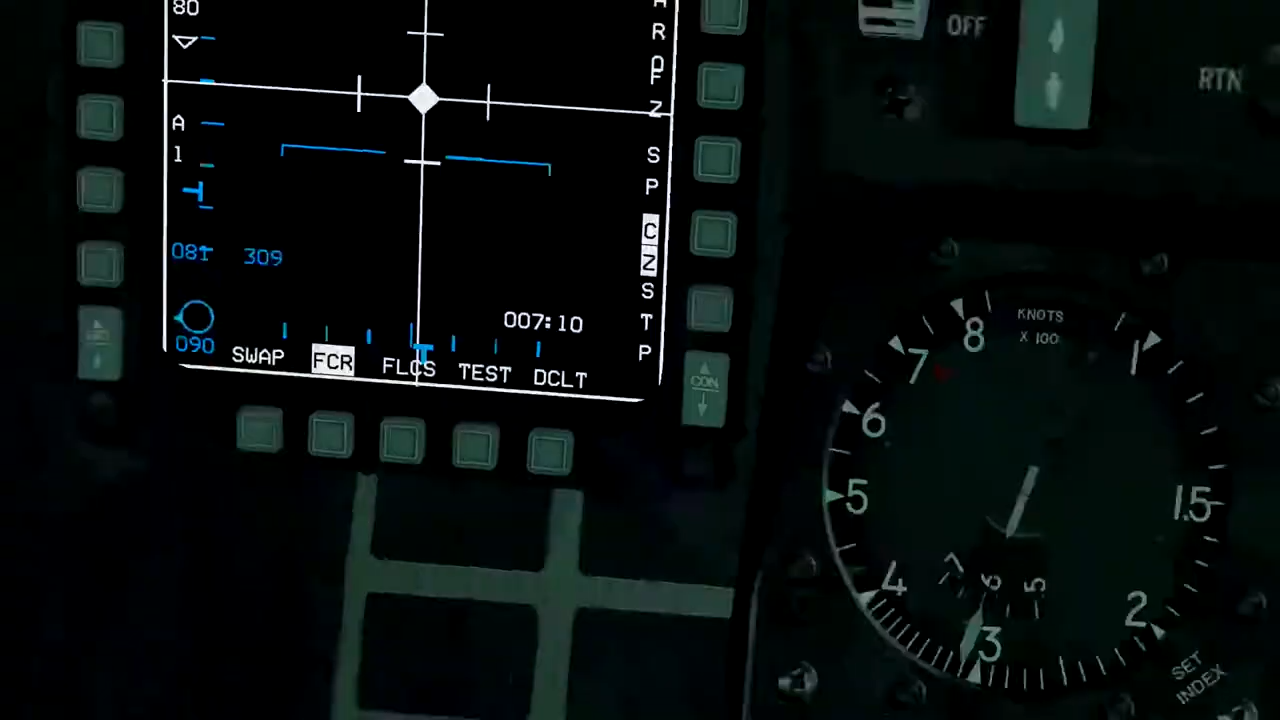 80
A
R
D
F
Z
A
1
S
P
C
Z
S
T
P
081
309
007:10
090
SWAP
FCR
FLCS
TEST
DCLT
CON
OFF
RTN
KNOTS
X 100
8
7
6
5
4
3
2
1.5
1
SET
INDEX